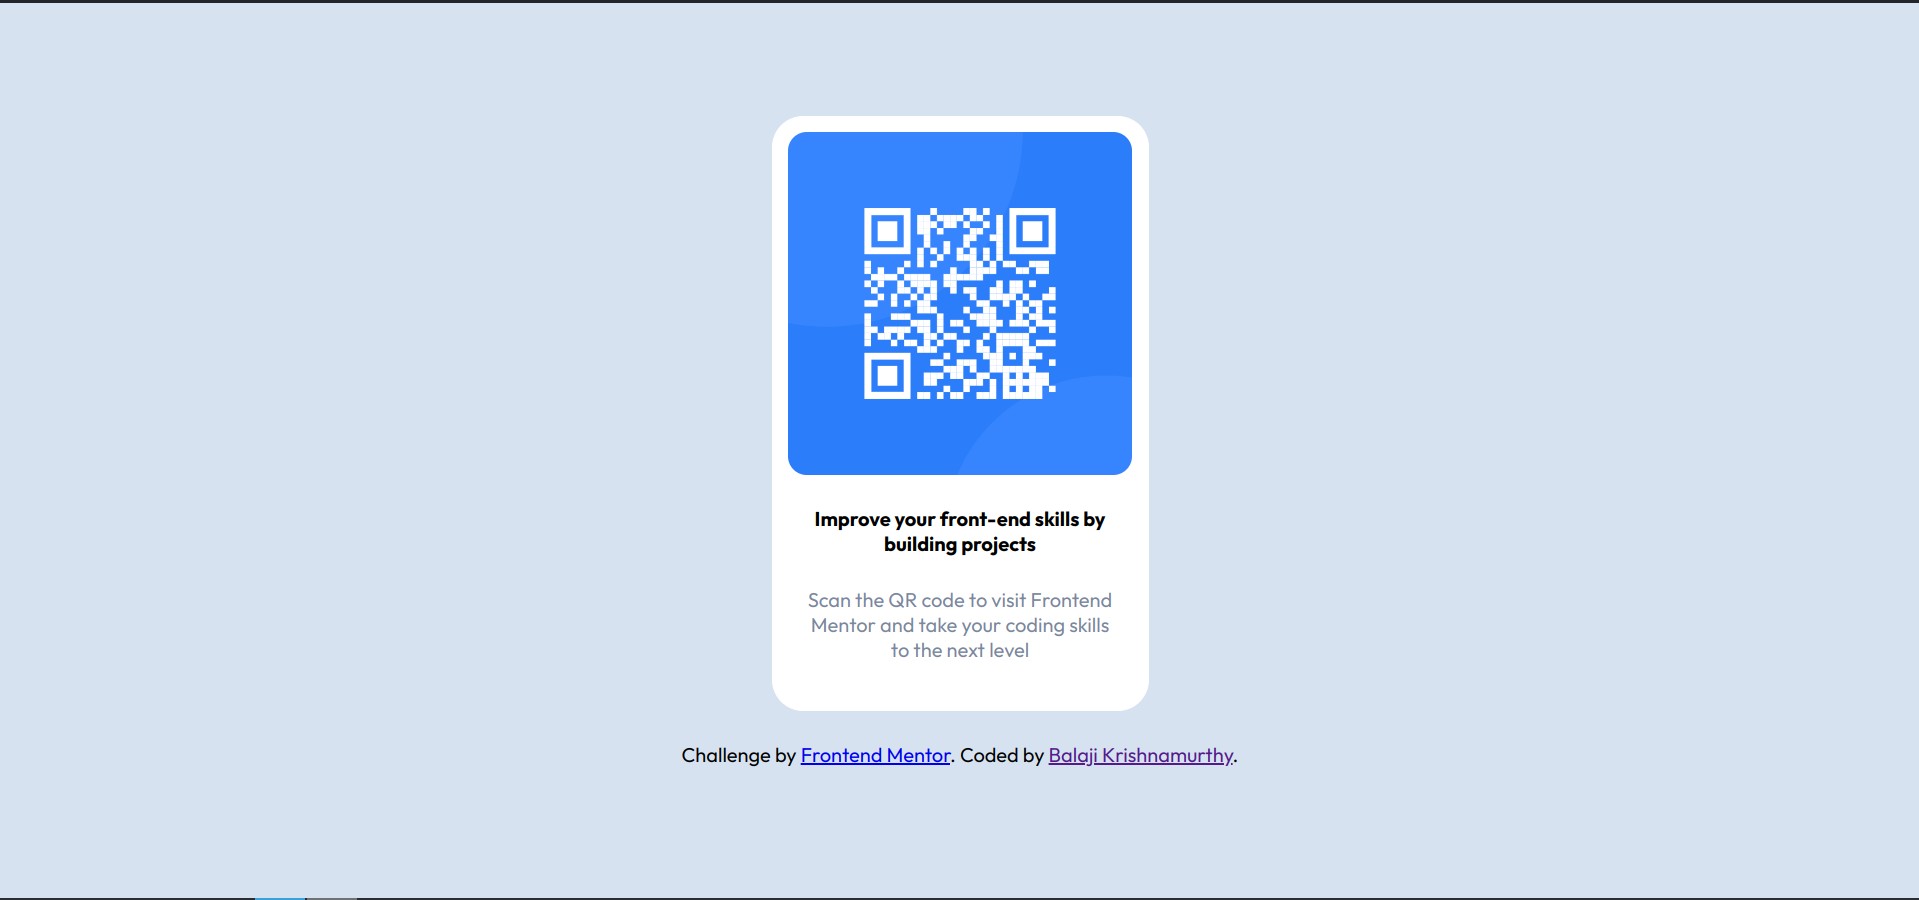 Improve your front-end skills by
building projects
Scan the QR code to visit Frontend
Mentor and take your coding skills
to the next level
Challenge by Frontend Mentor. Coded by Balaji Krishnamurthy.